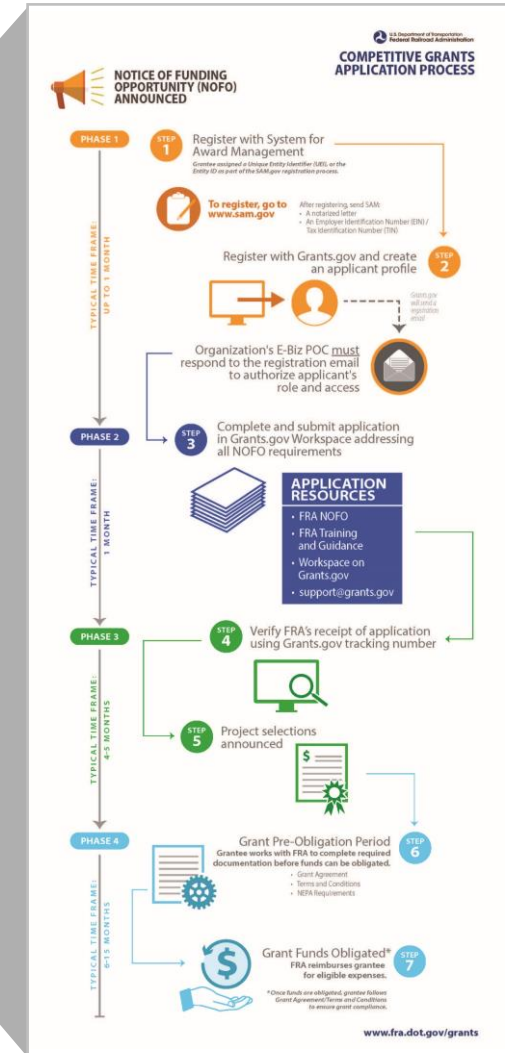 U.S. Department of Transportation
Federal Railroad Administration
COMPETITIVE GRANTS
APPLICATION PROCESS
NOTICE OF FUNDING
OPPORTUNITY (NOFO)
ANNOUNCED
PHASE 1
TYPICAL TIME FRAME:
UP TO 1 MONTH
STEP
1
Register with System for
Award Management
Grantee assigned a Unique Entity Identifier (UEI), or the
Entity ID as part of the SAM.gov registration process.
To register, go to
www.sam.gov
After registering, send SAM:
• A notarized letter
• An Employer Identification Number (EIN) /
Tax Identification Number (TIN)
Register with Grants.gov and create
an applicant profile
STEP
2
Grants.gov
will send a
registration
email
Organization's E-Biz POC must
respond to the registration email
to authorize applicant's
role and access
PHASE 2
TYPICAL TIME FRAME:
1 MONTH
STEP
3
Complete and submit application
in Grants.gov Workspace addressing
all NOFO requirements
APPLICATION
RESOURCES
• FRA NOFO
• FRA Training
and Guidance
• Workspace on
Grants.gov
• support@grants.gov
PHASE 3
TYPICAL TIME FRAME:
4-5 MONTHS
STEP
4
Verify FRA's receipt of application
using Grants.gov tracking number
STEP
5
Project selections
announced
$
PHASE 4
TYPICAL TIME FRAME:
6-15 MONTHS
Grant Pre-Obligation Period
Grantee works with FRA to complete required
documentation before funds can be obligated.
• Grant Agreement
• Terms and Conditions
• NEPA Requirements
STEP
6
$
Grant Funds Obligated*
FRA reimburses grantee
for eligible expenses.
STEP
7
*Once funds are obligated, grantee follows
Grant Agreement/Terms and Conditions
to ensure grant compliance.
www.fra.dot.gov/grants